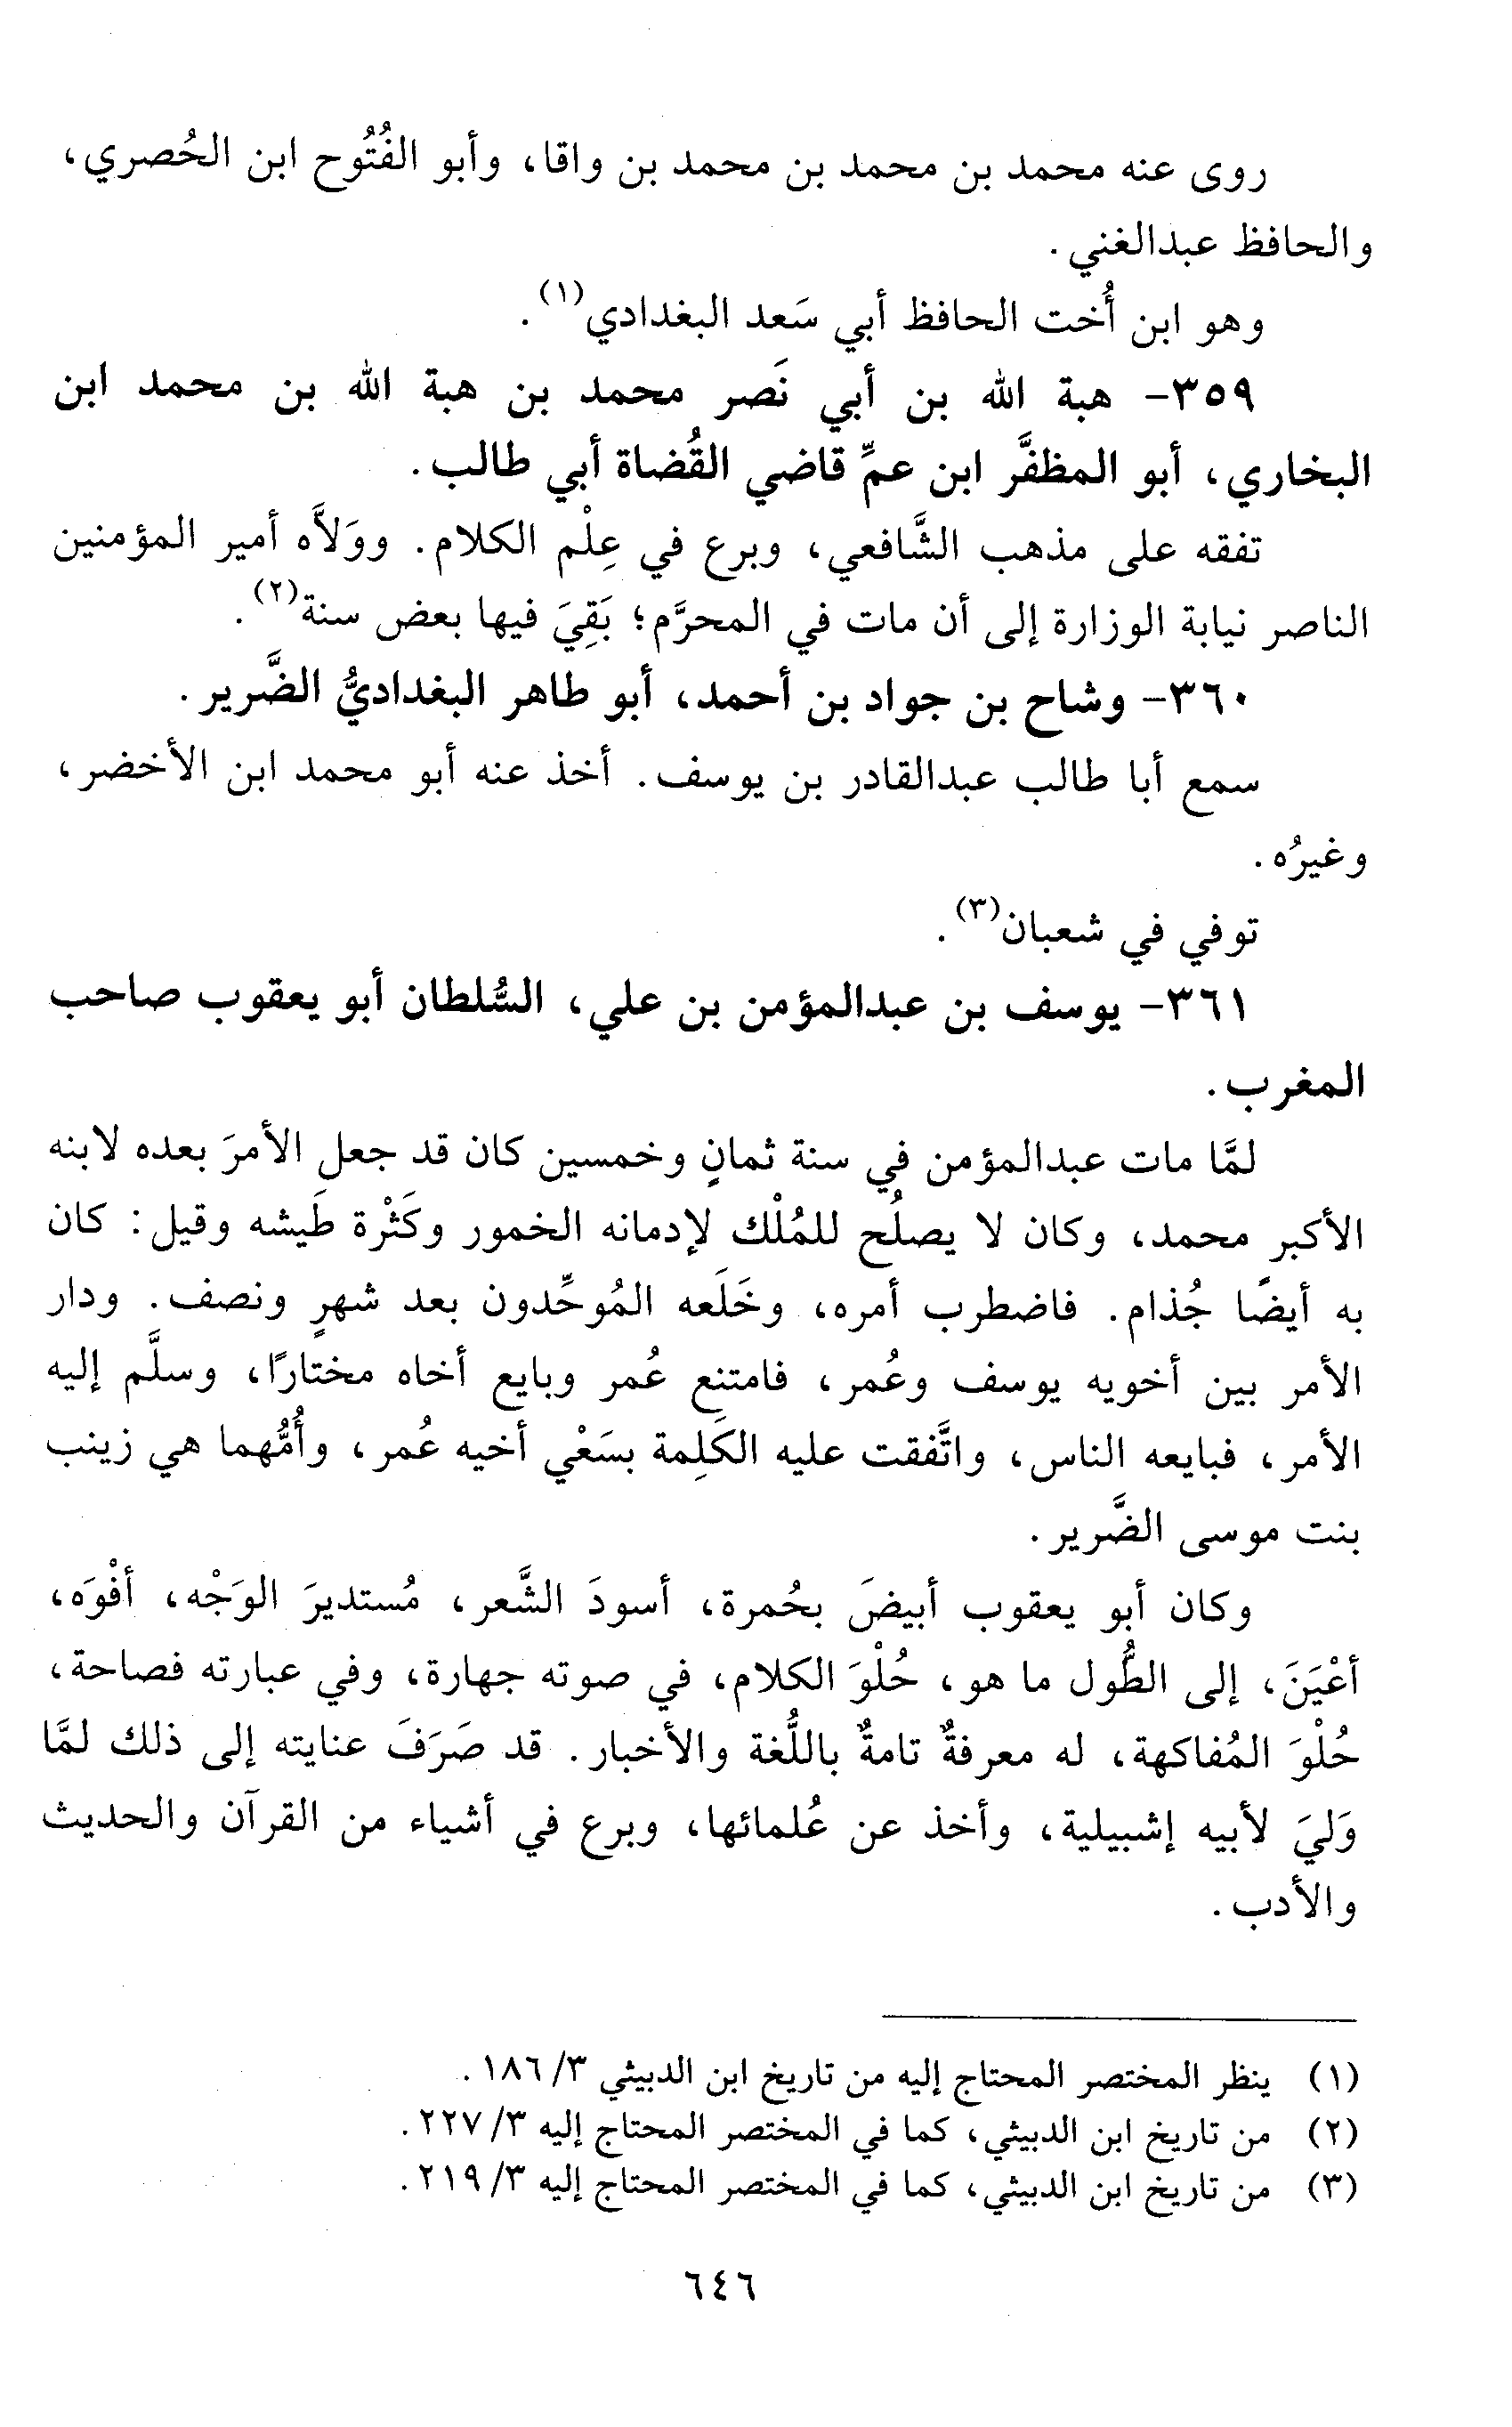 روى عنه محمد بن محمد بن محمد بن واقا، وأبو الفُتُوح ابن الحُصري،
والحافظ عبدالغني.
وهو ابن أُخت الحافظ أبي سَعد البغدادي(١).
٣٥٩- هبة الله بن أبي نَصر محمد بن هبة الله بن محمد ابن
البخاري، أبو المظفَّر ابن عمِّ قاضي القُضاة أبي طالب.
تفقه على مذهب الشَّافعي، وبرع في عِلْم الكلام. وولَاَّه أمير المؤمنين
الناصر نيابة الوزارة إلى أن مات في المحرَّم؛ بَقِيَ فيها بعض سنة(٢).
٣٦٠- وشاح بن جواد بن أحمد، أبو طاهر البغداديُّ الضَّرير.
سمع أبا طالب عبدالقادر بن يوسف. أخذ عنه أبو محمد ابن الأخضر،
وغيرُه.
توفي في شعبان(٣).
٣٦١- يوسف بن عبدالمؤمن بن علي، السُّلطان أبو يعقوب صاحب
المغرب.
لمَّا مات عبدالمؤمن في سنة ثمانٍ وخمسين كان قد جعل الأمرَ بعده لابنه
الأكبر محمد، وكان لا يصلُح للمُلْك لإدمانه الخمور وكَثْرة طَيشه وقيل: كان
به أيضًا جُذام. فاضطرب أمره، وخَلَعه المُوحِّدون بعد شهرٍ ونصف. ودار
الأمر بين أخويه يوسف وعُمر، فامتنع عُمر وبايع أخاه مختارًا، وسلَّم إليه
الأمر، فبايعه الناس، واتَّفقت عليه الكَلِمة بسَعْي أخيه عُمر، وأُمُّهما هي زينب
بنت موسى الضَّرير.
وكان أبو يعقوب أبيضَ بحُمرة، أسودَ الشَّعر، مُستديرَ الوَجْه، أفْوَه،
أعْيَنَ، إلى الطُّول ما هو، حُلْوَ الكلام، في صوته جهارة، وفي عبارته فصاحة،
حُلْوَ المُفاكهة، له معرفةٌ تامةٌ باللُّغة والأخبار. قد صَرَفَ عنايته إلى ذلك لمَّا
وَليَ لأبيه إشبيلية، وأخذ عن عُلمائها، وبرع في أشياء من القرآن والحديث
والأدب.
(١) ينظر المختصر المحتاج إليه من تاريخ ابن الدبيثي ٣/ ١٨٦.
(٢) من تاريخ ابن الدبيثي، كما في المختصر المحتاج إليه ٣/ ٢٢٧.
(٣) من تاريخ ابن الدبيثي، كما في المختصر المحتاج إليه ٣/ ٢١٩.
٦٤٦